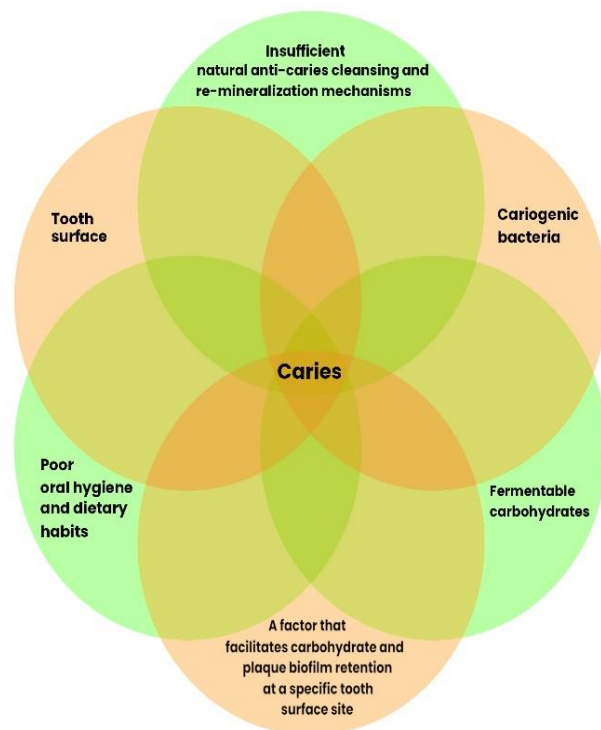 Insufficient
natural anti-caries cleansing and
re-mineralization mechanisms
Tooth
surface
Cariogenic
bacteria
Caries
Poor
oral hygiene
and dietary
habits
Fermentable
carbohydrates
A factor that
facilitates carbohydrate and
plaque biofilm retention
at a specific tooth
surface site